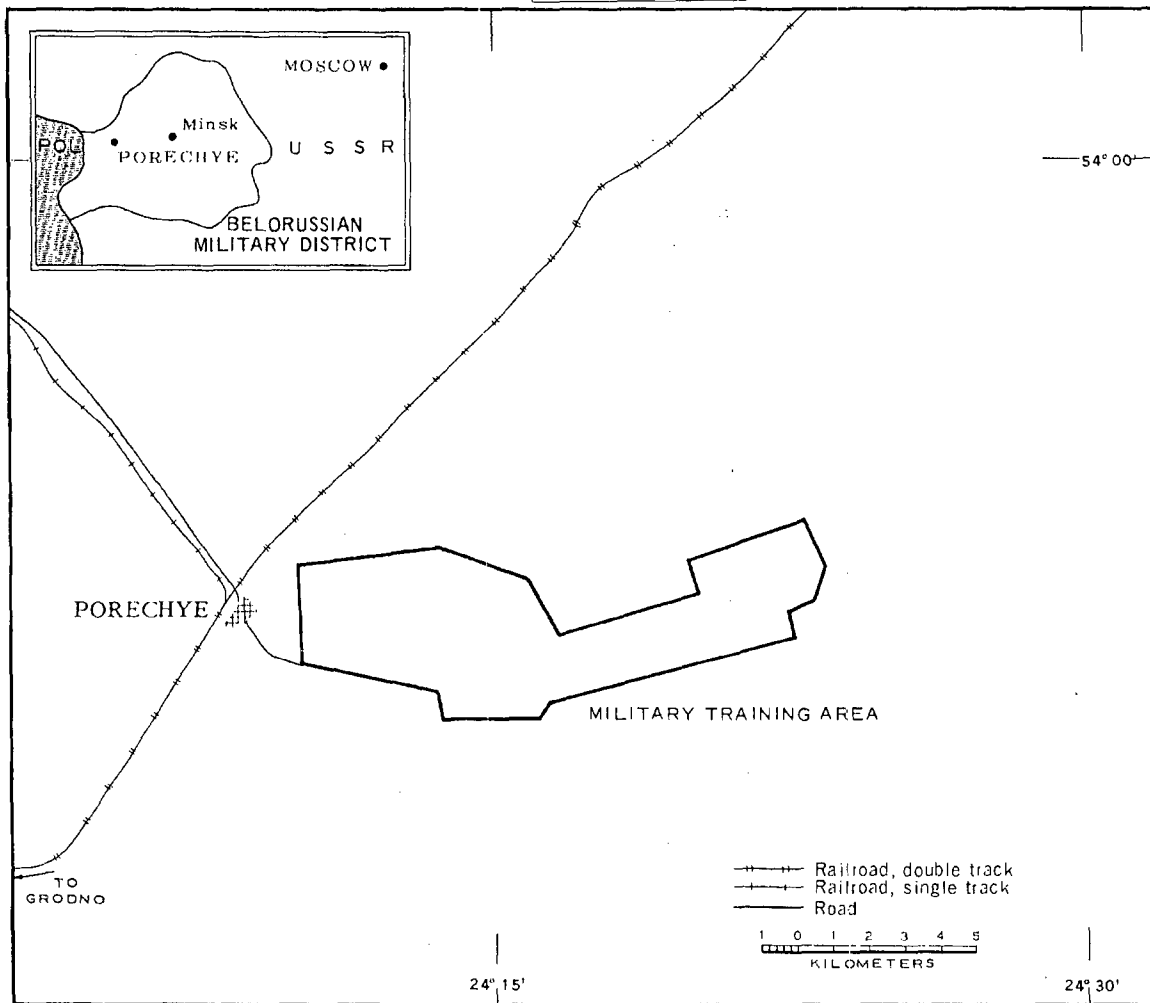 MOSCOW
Minsk
POL
PORECHYE
U S S R
BELORUSSIAN
MILITARY DISTRICT
54° 00'
PORECHYE
MILITARY TRAINING AREA
TO
GRODNO
Railroad, double track
Railroad, single track
Road
1 0 1 2 3 4 5
KILOMETERS
24° 15'
24° 30'